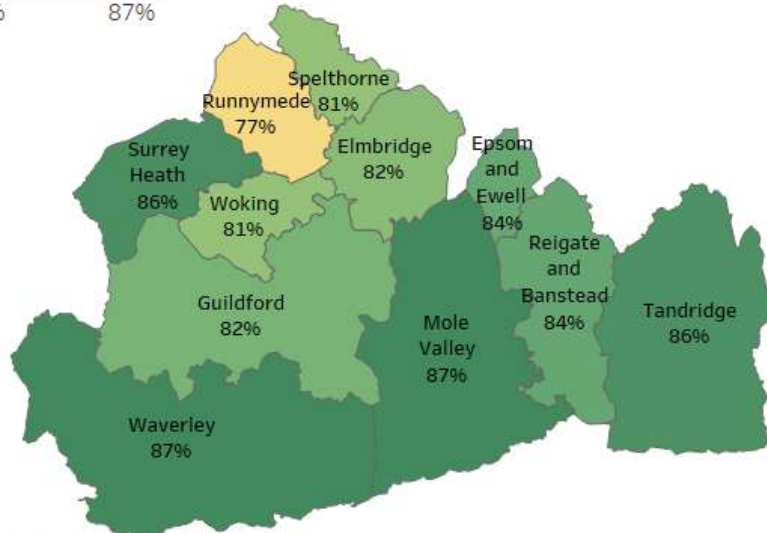 %
87%
Spelthorne
81%
Runnymede
77%
Elmbridge
82%
Epsom
and
Ewell
84%
Surrey
Heath
86%
Woking
81%
Reigate
and
Banstead
84%
Guildford
82%
Mole
Valley
87%
Tandridge
86%
Waverley
87%